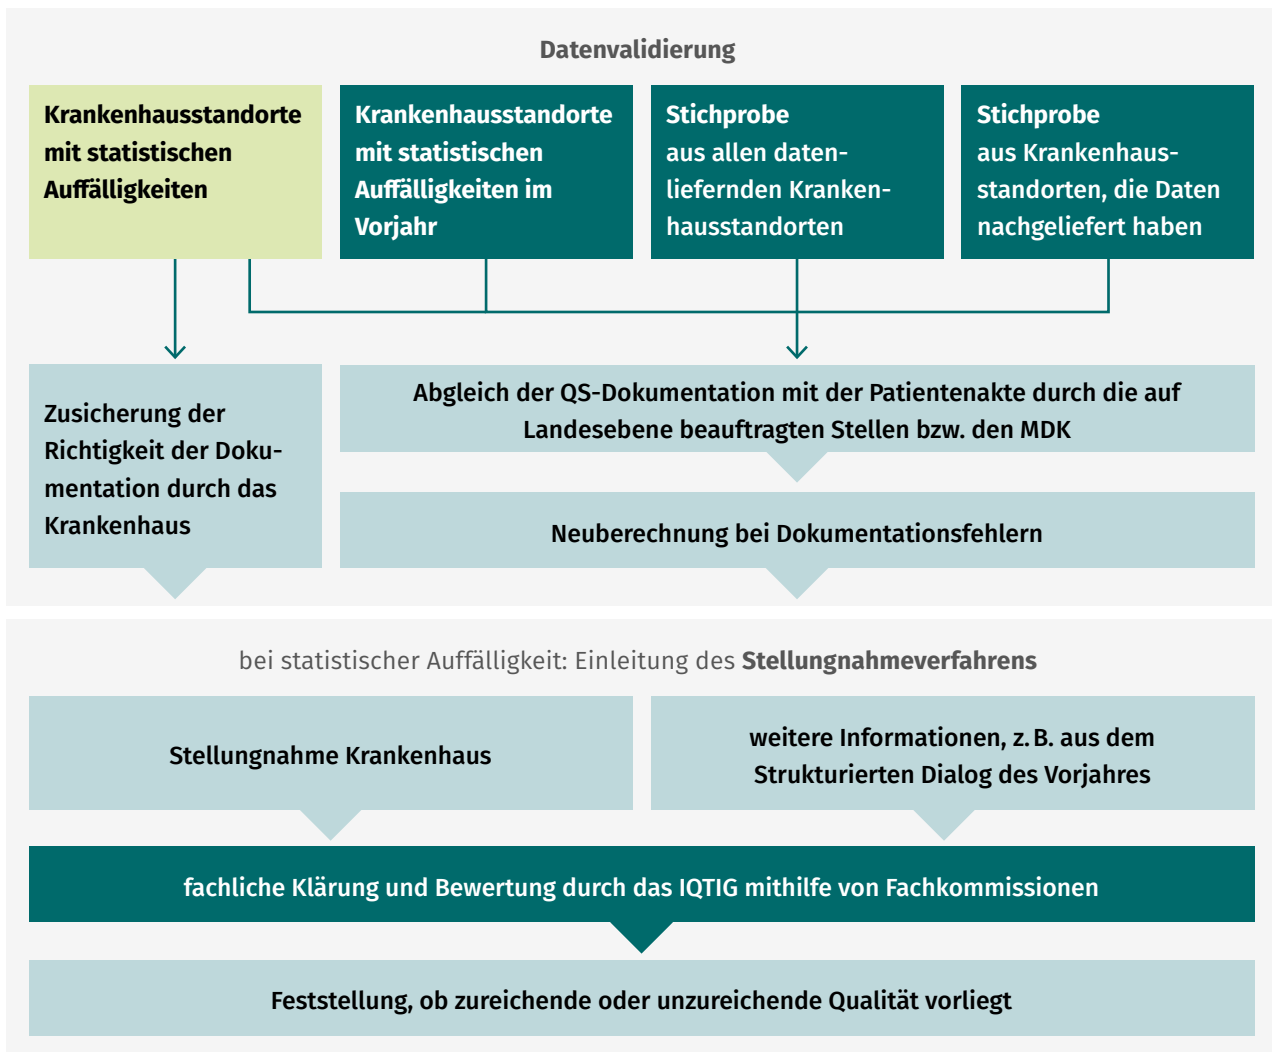 Datenvalidierung
Krankenhausstandorte
mit statistischen
Auffälligkeiten
Krankenhausstandorte
mit statistischen
Auffälligkeiten im
Vorjahr
Stichprobe
aus allen daten-
liefernden Kranken-
hausstandorten
Stichprobe
aus Krankenhaus-
standorten, die Daten
nachgeliefert haben
Zusicherung der
Richtigkeit der Doku-
mentation durch das
Krankenhaus
Abgleich der QS-Dokumentation mit der Patientenakte durch die auf
Landesebene beauftragten Stellen bzw. den MDK
Neuberechnung bei Dokumentationsfehlern
bei statistischer Auffälligkeit: Einleitung des Stellungnahmeverfahrens
Stellungnahme Krankenhaus
weitere Informationen, z. B. aus dem
Strukturierten Dialog des Vorjahres
fachliche Klärung und Bewertung durch das IQTIG mithilfe von Fachkommissionen
Feststellung, ob zureichende oder unzureichende Qualität vorliegt